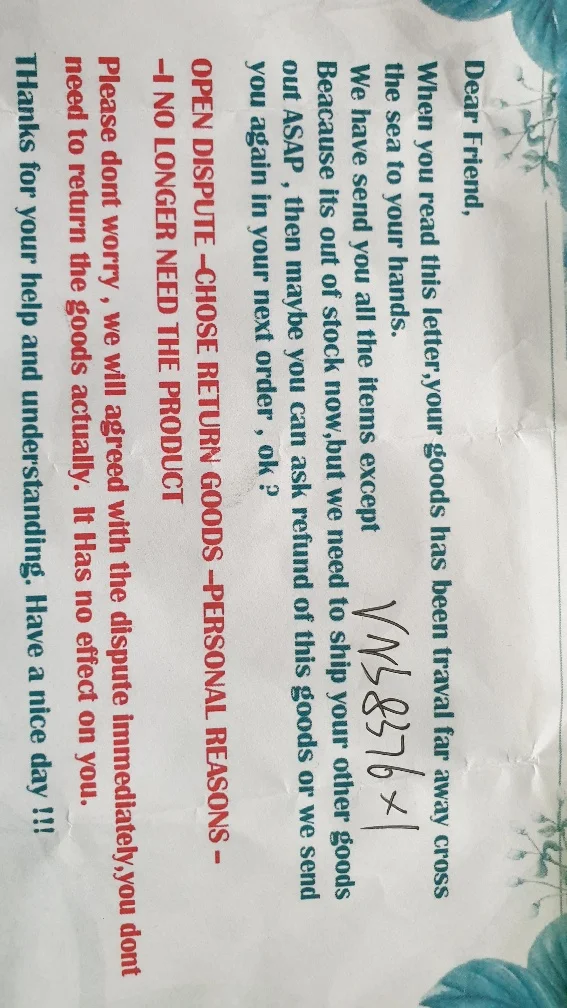 Dear Friend,
When you read this letter,your goods has been traval far away cross
the sea to your hands.
We have send you all the items except VNS8376x1
Beacause its out of stock now,but we need to ship your other goods
out ASAP , then maybe you can ask refund of this goods or we send
you again in your next order , ok ?
OPEN DISPUTE –CHOSE RETURN GOODS –PERSONAL REASONS –
–I NO LONGER NEED THE PRODUCT
Please dont worry , we will agreed with the dispute immediately,you dont
need to return the goods actually. It Has no effect on you.
THanks for your help and understanding. Have a nice day !!!